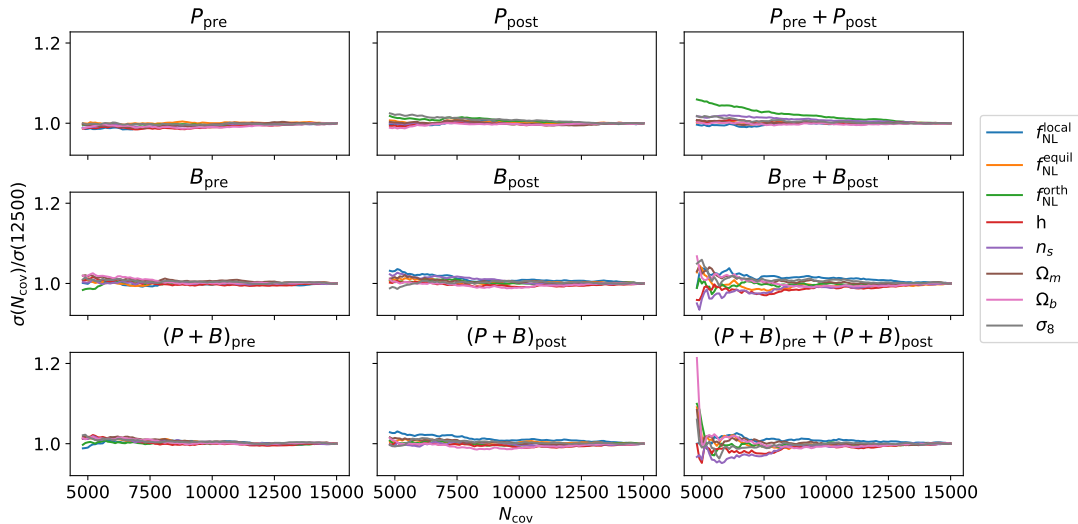 P_pre P_post P_pre + P_post
1.2
1.0
B_pre B_post B_pre + B_post
1.2
1.0
(P + B)_pre (P + B)_post (P + B)_pre + (P + B)_post
1.2
1.0
5000 7500 10000 12500 15000 5000 7500 10000 12500 15000 5000 7500 10000 12500 15000
N_cov
σ(N_cov)/σ(12500)
f_NL^local
f_NL^equil
f_NL^orth
h
n_s
Ω_m
Ω_b
σ_8